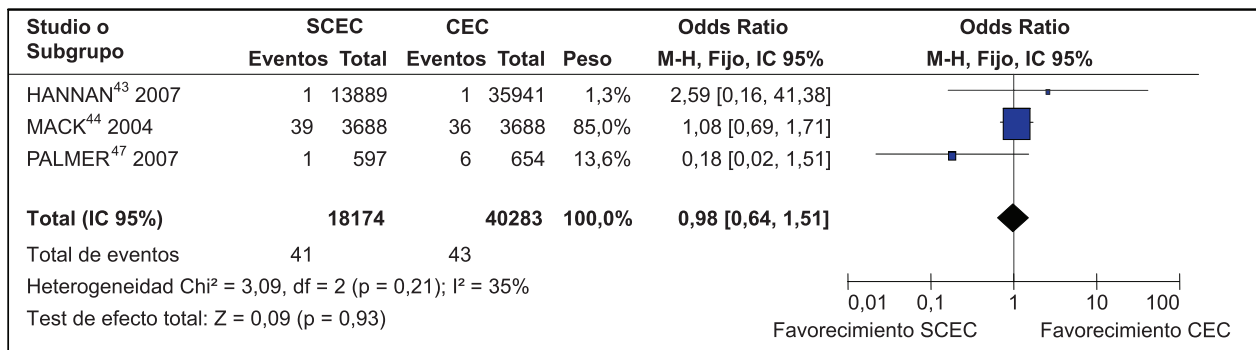 Studio o SCEC CEC Odds Ratio Odds Ratio
Subgrupo Eventos Total Eventos Total Peso M-H, Fijo, IC 95% M-H, Fijo, IC 95%
HANNAN43 2007 1 13889 1 35941 1,3% 2,59 [0,16, 41,38]
MACK44 2004 39 3688 36 3688 85,0% 1,08 [0,69, 1,71]
PALMER47 2007 1 597 6 654 13,6% 0,18 [0,02, 1,51]
Total (IC 95%) 18174 40283 100,0% 0,98 [0,64, 1,51]
Total de eventos 41 43
Heterogeneidad Chi² = 3,09, df = 2 (p = 0,21); I² = 35%
Test de efecto total: Z = 0,09 (p = 0,93)
0,01 0,1 1 10 100
Favorecimiento SCEC Favorecimiento CEC